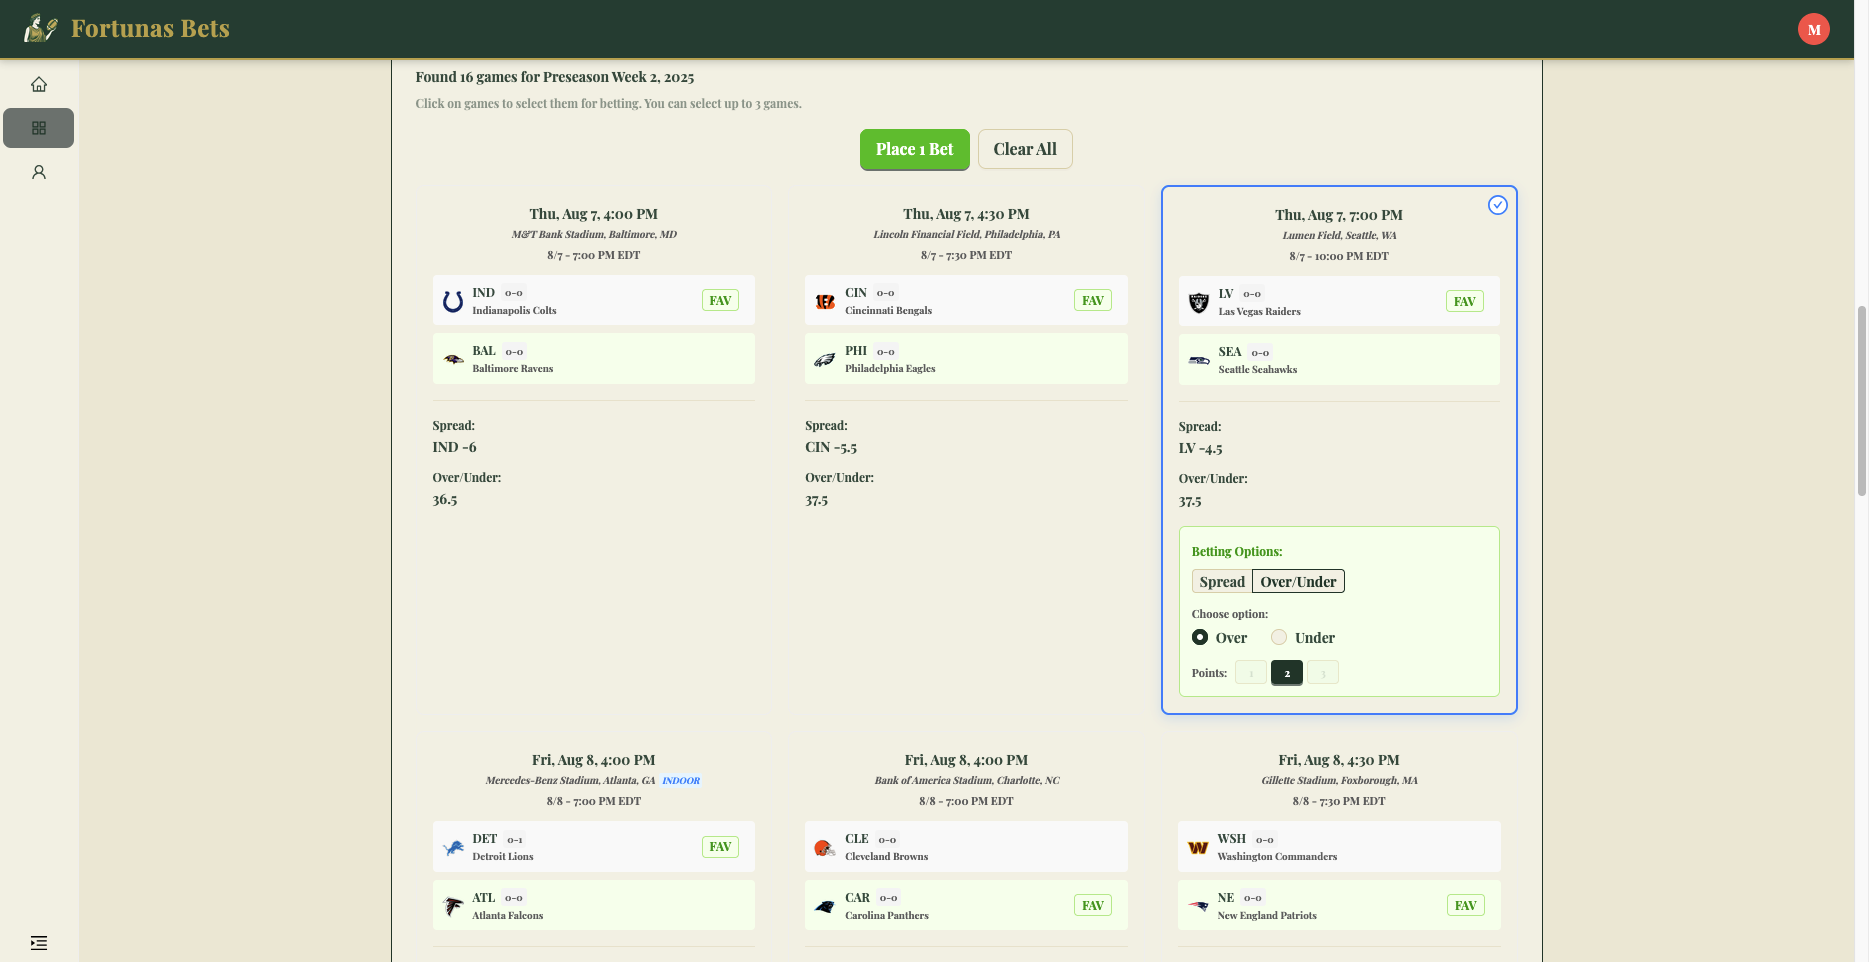 Fortunas Bets
M
Found 16 games for Preseason Week 2, 2025
Click on games to select them for betting. You can select up to 3 games.
Place 1 Bet
Clear All
Thu, Aug 7, 4:00 PM
M&T Bank Stadium, Baltimore, MD
8/7 - 7:00 PM EDT
IND 0-0
Indianapolis Colts
FAV
BAL 0-0
Baltimore Ravens
Spread:
IND -6
Over/Under:
36.5
Thu, Aug 7, 4:30 PM
Lincoln Financial Field, Philadelphia, PA
8/7 - 7:30 PM EDT
CIN 0-0
Cincinnati Bengals
FAV
PHI 0-0
Philadelphia Eagles
Spread:
CIN -5.5
Over/Under:
37.5
Thu, Aug 7, 7:00 PM
Lumen Field, Seattle, WA
8/7 - 10:00 PM EDT
LV 0-0
Las Vegas Raiders
FAV
SEA 0-0
Seattle Seahawks
Spread:
LV -4.5
Over/Under:
37.5
Betting Options:
Spread Over/Under
Choose option:
Over Under
Points: 1 2 3
Fri, Aug 8, 4:00 PM
Mercedes-Benz Stadium, Atlanta, GA INDOOR
8/8 - 7:00 PM EDT
DET 0-1
Detroit Lions
FAV
ATL 0-0
Atlanta Falcons
Fri, Aug 8, 4:00 PM
Bank of America Stadium, Charlotte, NC
8/8 - 7:00 PM EDT
CLE 0-0
Cleveland Browns
CAR 0-0
Carolina Panthers
FAV
Fri, Aug 8, 4:30 PM
Gillette Stadium, Foxborough, MA
8/8 - 7:30 PM EDT
WSH 0-0
Washington Commanders
NE 0-0
New England Patriots
FAV